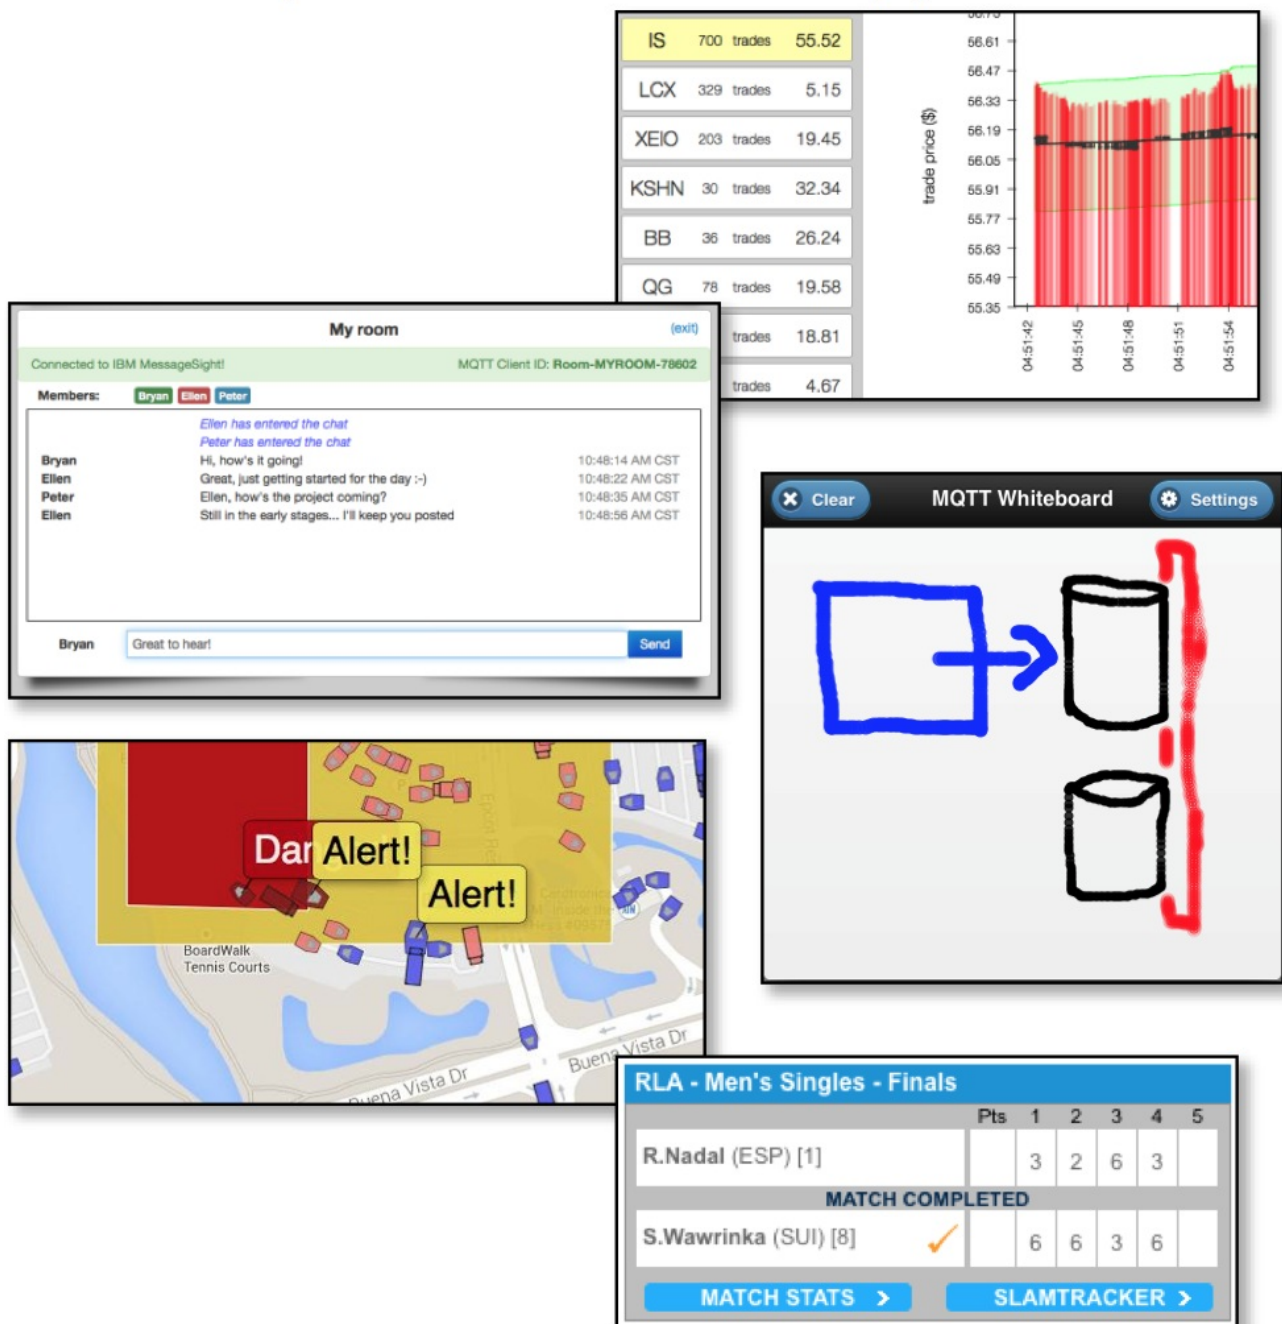 IS 700 trades 55.52
LCX 329 trades 5.15
XEIO 203 trades 19.45
KSHN 30 trades 32.34
BB 36 trades 26.24
QG 78 trades 19.58
trades 18.81
trades 4.67
trade price ($)
56.61
56.47
56.33
56.19
56.05
55.91
55.77
55.63
55.49
55.35
04:51:42
04:51:45
04:51:48
04:51:51
04:51:54
My room (exit)
Connected to IBM MessageSight! MQTT Client ID: Room-MYROOM-78602
Members: Bryan Ellen Peter
Ellen has entered the chat
Peter has entered the chat
Bryan Hi, how's it going! 10:48:14 AM CST
Ellen Great, just getting started for the day :-) 10:48:22 AM CST
Peter Ellen, how's the project coming? 10:48:35 AM CST
Ellen Still in the early stages... I'll keep you posted 10:48:56 AM CST
Bryan Great to hear! Send
Clear MQTT Whiteboard Settings
Dan
Alert!
Alert!
BoardWalk
Tennis Courts
Buena Vista Dr
Buena Vista Dr
RLA - Men's Singles - Finals
Pts 1 2 3 4 5
R.Nadal (ESP) [1] 3 2 6 3
MATCH COMPLETED
S.Wawrinka (SUI) [8] 6 6 3 6
MATCH STATS >
SLAMTRACKER >